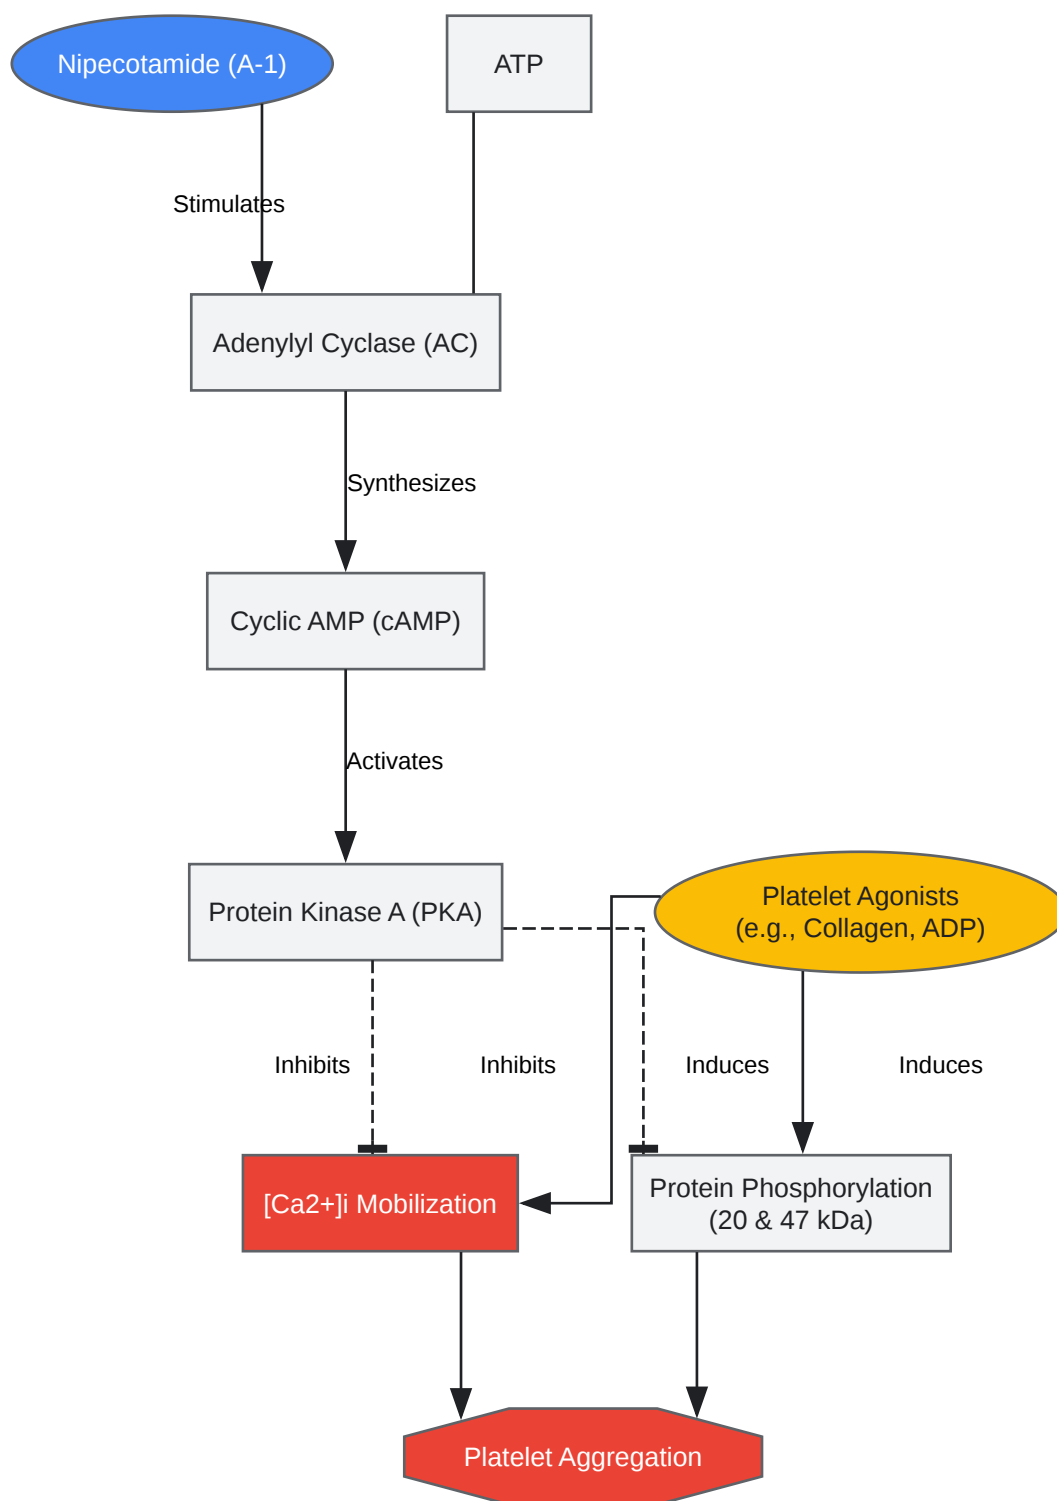 Nipecotamide (A-1)
ATP
Stimulates
Adenylyl Cyclase (AC)
Synthesizes
Cyclic AMP (cAMP)
Activates
Protein Kinase A (PKA)
Platelet Agonists
(e.g., Collagen, ADP)
Inhibits
Inhibits
Induces
Induces
[Ca2+]i Mobilization
Protein Phosphorylation
(20 & 47 kDa)
Platelet Aggregation